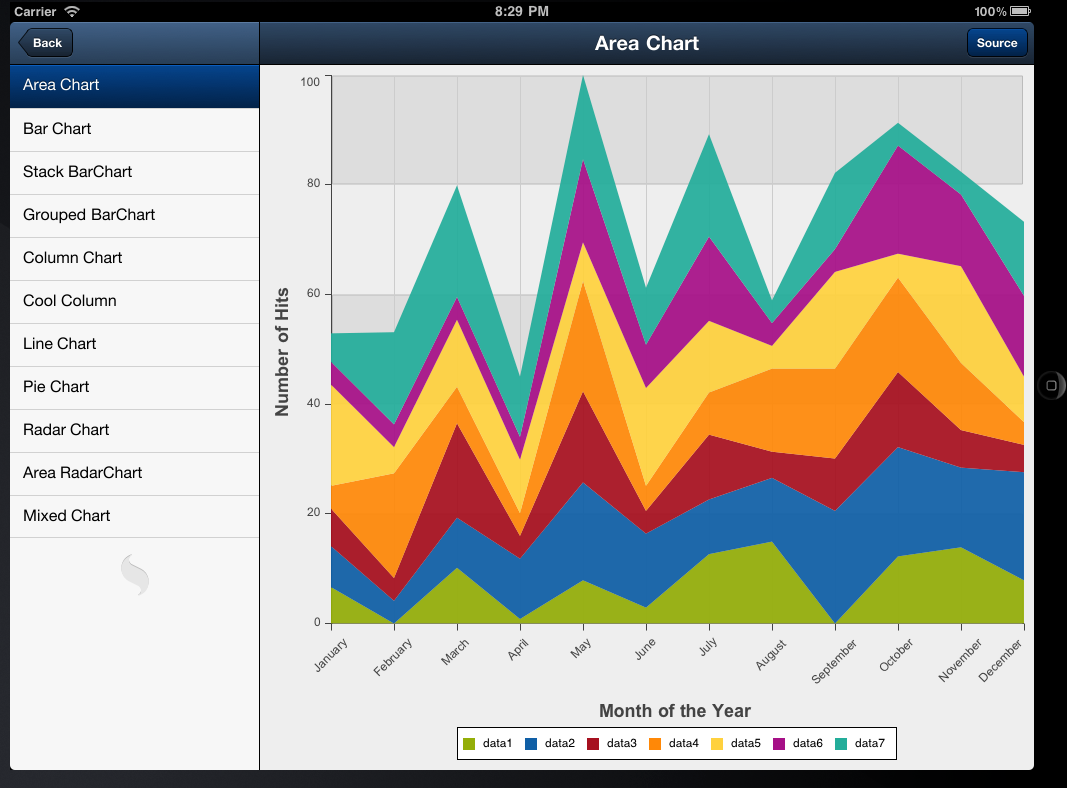 Carrier 8:29 PM 100%
Back Area Chart Source
Area Chart
Bar Chart
Stack BarChart
Grouped BarChart
Column Chart
Cool Column
Line Chart
Pie Chart
Radar Chart
Area RadarChart
Mixed Chart
Number of Hits
100
80
60
40
20
0
January February March April May June July August September October November December
Month of the Year
data1 data2 data3 data4 data5 data6 data7